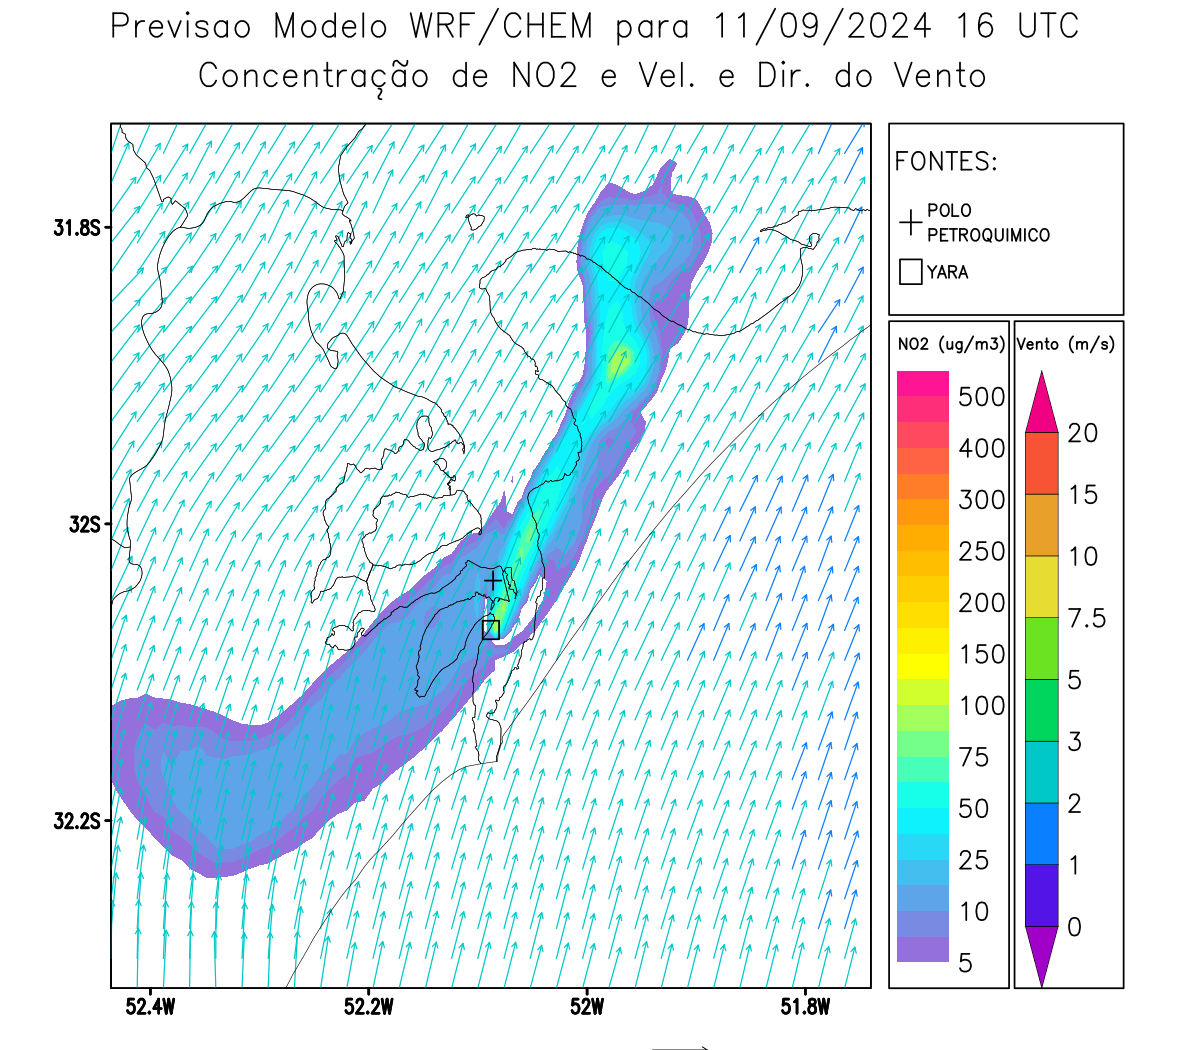 Previsao Modelo WRF/CHEM para 11/09/2024 16 UTC
Concentração de NO2 e Vel. e Dir. do Vento
FONTES:
POLO
PETROQUIMICO
YARA
NO2 (ug/m3)
500
400
300
250
200
150
100
75
50
25
10
5
Vento (m/s)
20
15
10
7.5
5
3
2
1
0
31.8S
32S
32.2S
52.4W
52.2W
52W
51.8W